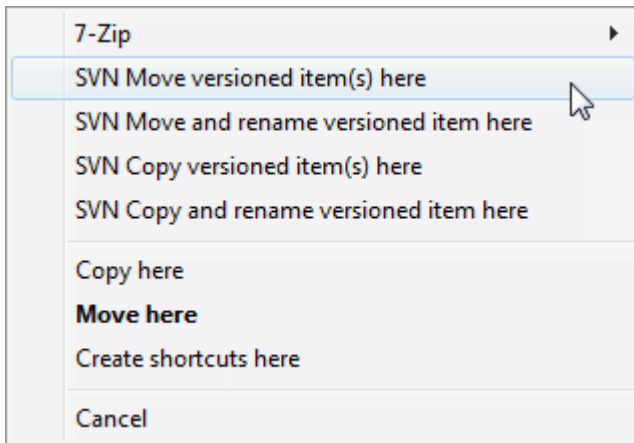 7-Zip
SVN Move versioned item(s) here
SVN Move and rename versioned item here
SVN Copy versioned item(s) here
SVN Copy and rename versioned item here
Copy here
Move here
Create shortcuts here
Cancel